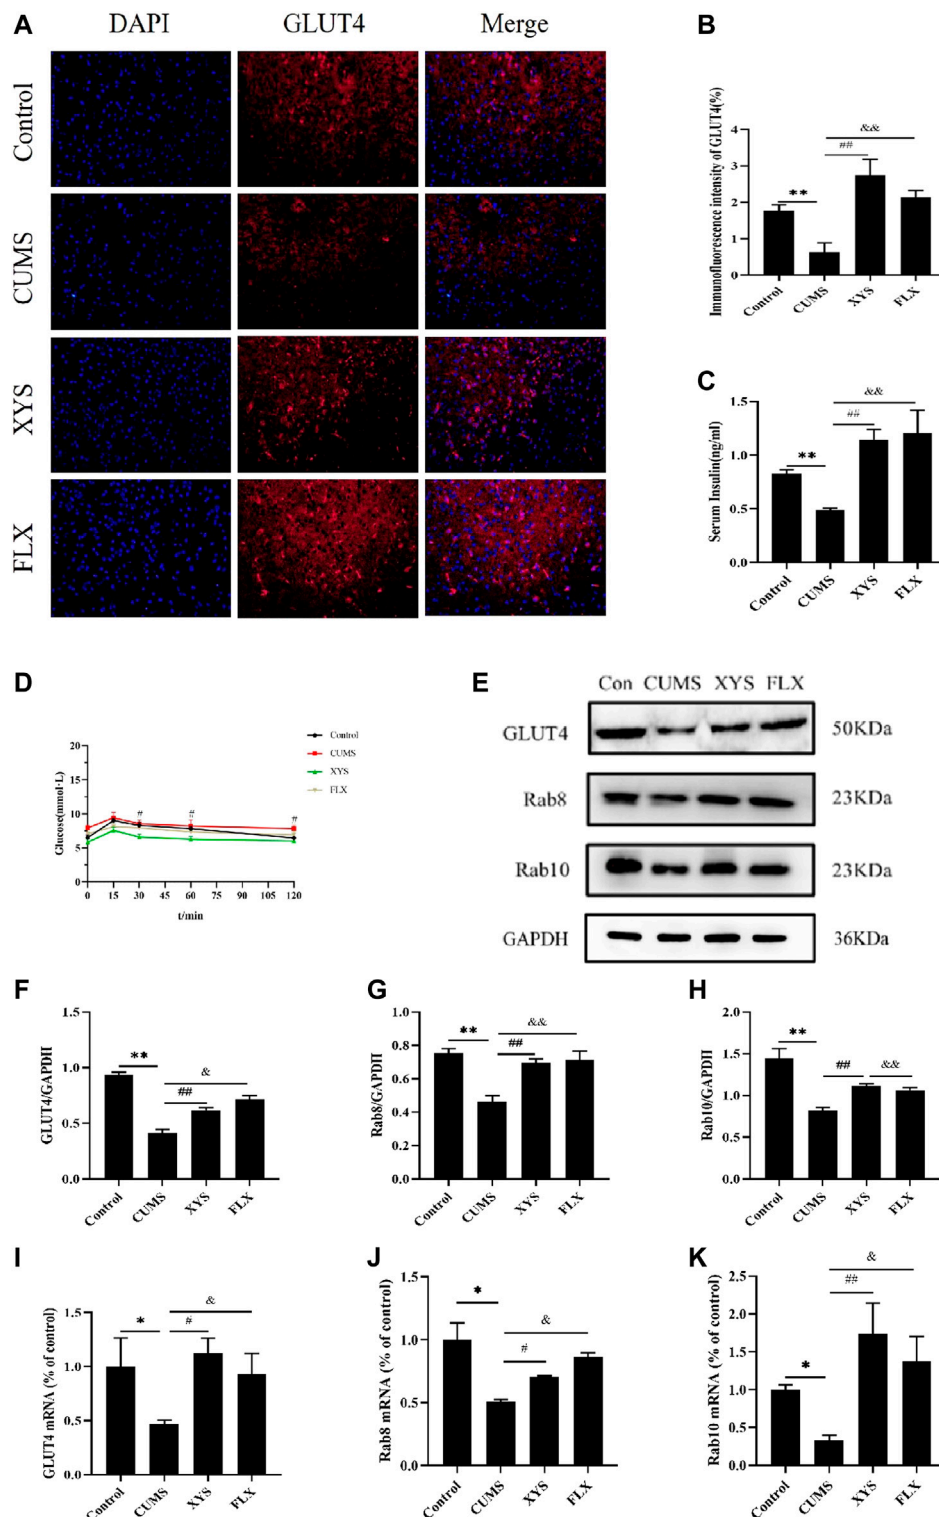 A
DAPI GLUT4 Merge
Control
CUMS
XYS
FLX
B
Immunofluorescence intensity of GLUT4(%)
4
3
2
1
0
**
##
&&
Control CUMS XYS FLX
C
Serum Insulin(ng/ml)
1.5
1.0
0.5
0.0
**
##
&&
Control CUMS XYS FLX
D
Glucose(mmol·L)
20
15
10
5
0
# # #
0 15 30 45 60 75 90 105 120
t/min
Control
CUMS
XYS
FLX
E
Con CUMS XYS FLX
GLUT4 50KDa
Rab8 23KDa
Rab10 23KDa
GAPDH 36KDa
F
GLUT4/GAPDH
1.5
1.0
0.5
0.0
**
##
&
Control CUMS XYS FLX
G
Rab8/GAPDH
1.0
0.8
0.6
0.4
0.2
0.0
**
##
&&
Control CUMS XYS FLX
H
Rab10/GAPDH
2.0
1.5
1.0
0.5
0.0
**
##
&&
Control CUMS XYS FLX
I
GLUT4 mRNA (% of control)
1.5
1.0
0.5
0.0
*
#
&
Control CUMS XYS FLX
J
Rab8 mRNA (% of control)
1.5
1.0
0.5
0.0
*
#
&
Control CUMS XYS FLX
K
Rab10 mRNA (% of control)
2.5
2.0
1.5
1.0
0.5
0.0
*
##
&
Control CUMS XYS FLX